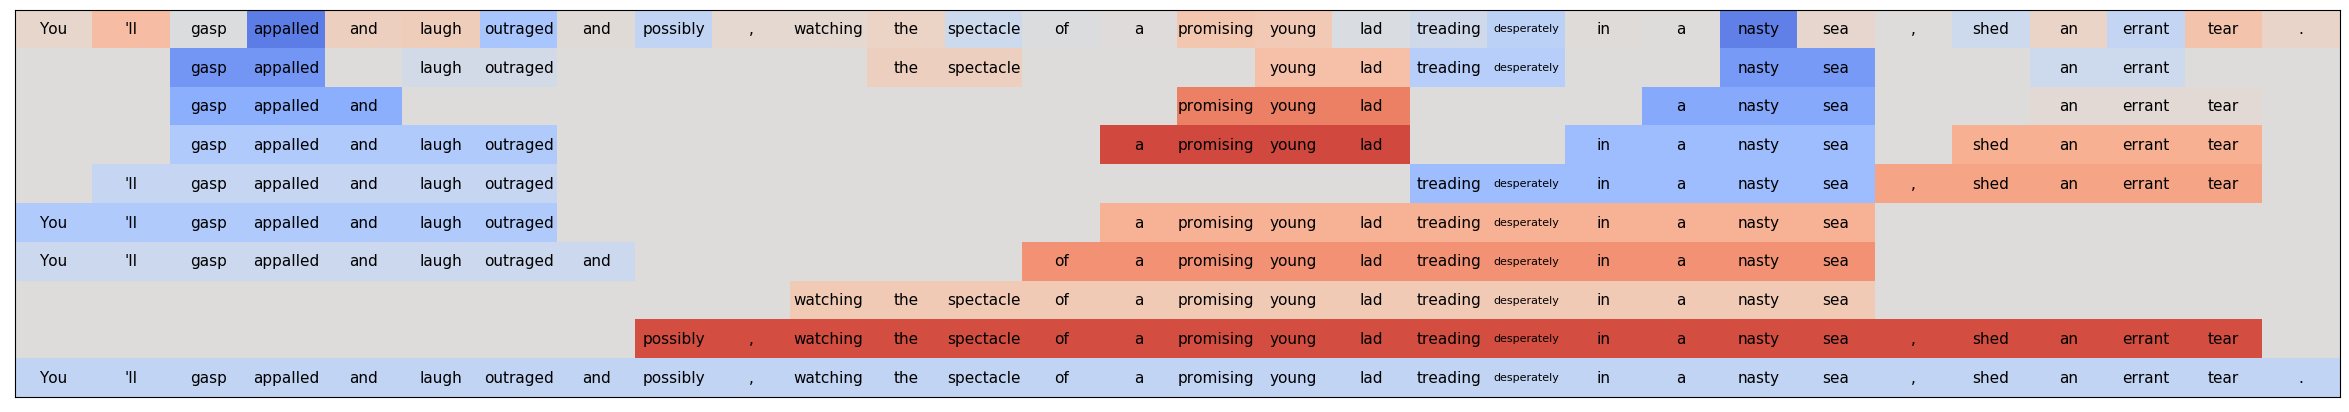 You 'll gasp appalled and laugh outraged and possibly , watching the spectacle of a promising young lad treading desperately in a nasty sea , shed an errant tear .
gasp appalled laugh outraged the spectacle young lad treading desperately nasty sea an errant
gasp appalled and promising young lad a nasty sea an errant tear
gasp appalled and laugh outraged a promising young lad in a nasty sea shed an errant tear
'll gasp appalled and laugh outraged treading desperately in a nasty sea , shed an errant tear
You 'll gasp appalled and laugh outraged a promising young lad treading desperately in a nasty sea
You 'll gasp appalled and laugh outraged and of a promising young lad treading desperately in a nasty sea
watching the spectacle of a promising young lad treading desperately in a nasty sea
possibly , watching the spectacle of a promising young lad treading desperately in a nasty sea , shed an errant tear
You 'll gasp appalled and laugh outraged and possibly , watching the spectacle of a promising young lad treading desperately in a nasty sea , shed an errant tear .